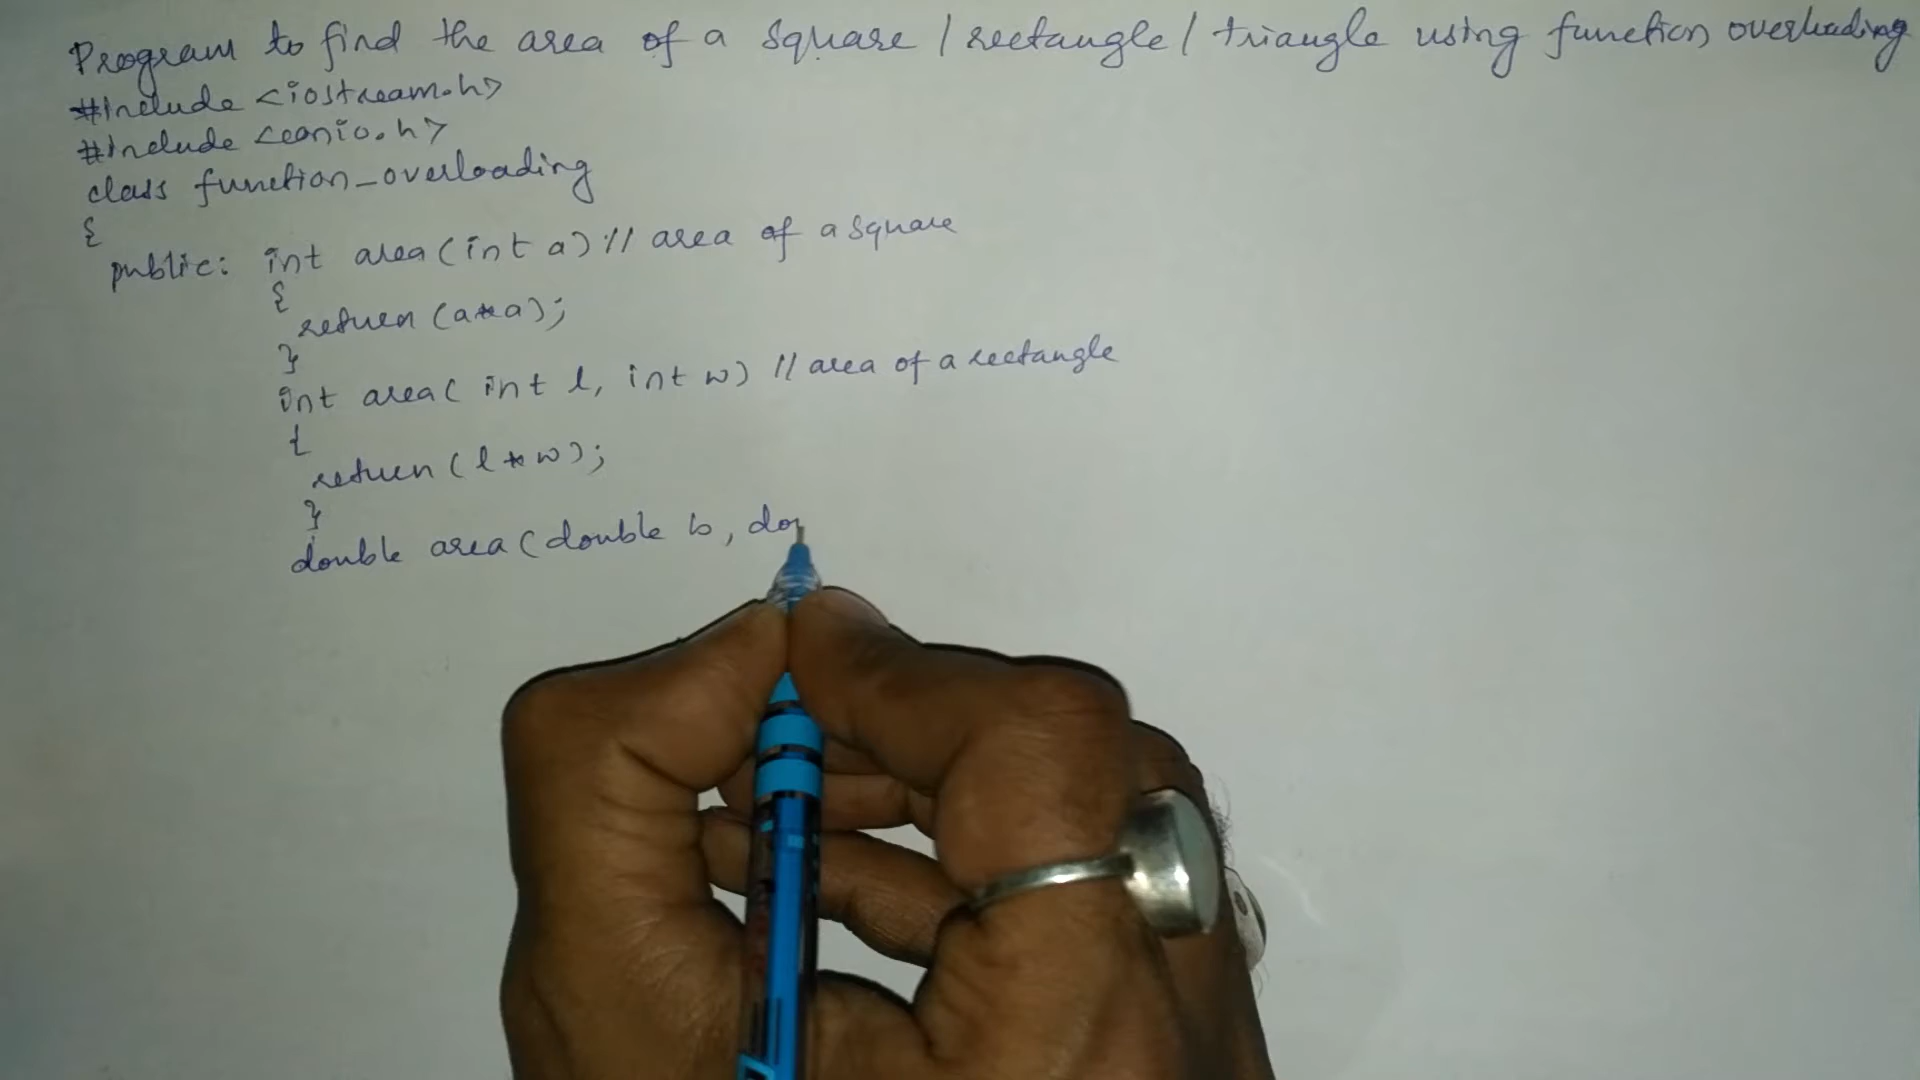 Program to find the area of a square / rectangle / triangle using function overloading
#include <iostream.h>
#include <conio.h>
class function_overloading
{
public: int area(int a) // area of a square
{
return (a*a);
}
int area( int l, int w) // area of a rectangle
{
return (l*w);
}
double area (double b, dou